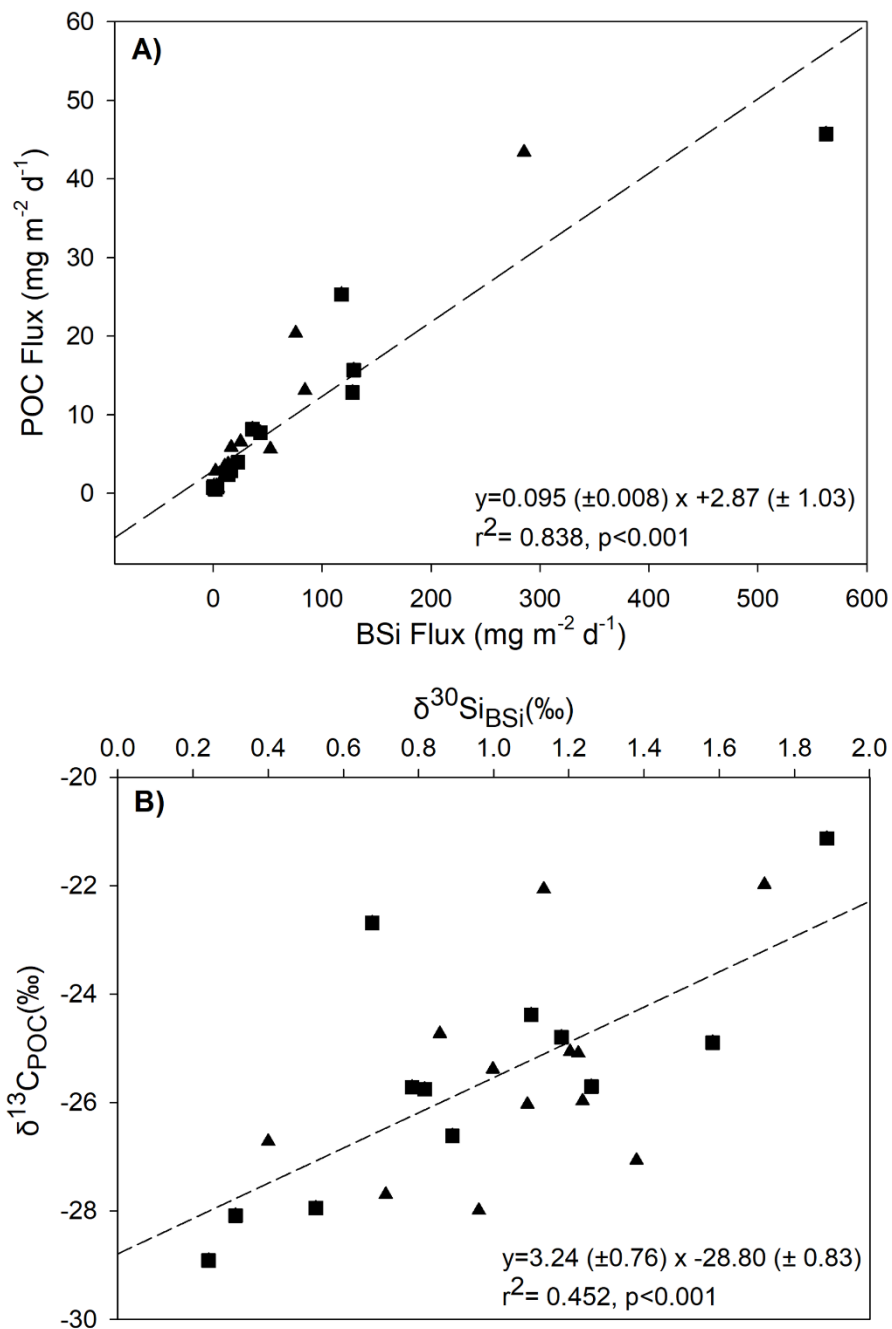 A)
60
50
40
30
20
10
0
POC Flux (mg m⁻² d⁻¹)
y=0.095 (±0.008) x +2.87 (± 1.03)
r²= 0.838, p<0.001
0 100 200 300 400 500 600
BSi Flux (mg m⁻² d⁻¹)
δ³⁰Si_BSi(‰)
0.0 0.2 0.4 0.6 0.8 1.0 1.2 1.4 1.6 1.8 2.0
B)
-20
-22
-24
-26
-28
-30
δ¹³C_POC(‰)
y=3.24 (±0.76) x -28.80 (± 0.83)
r²= 0.452, p<0.001